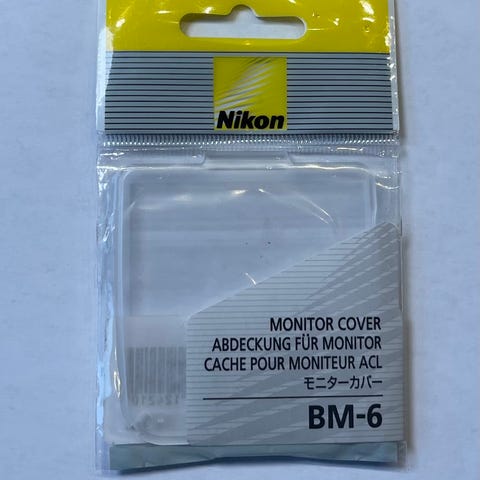 Nikon
MONITOR COVER
ABDECKUNG FÜR MONITOR
CACHE POUR MONITEUR ACL
モニターカバー
BM-6